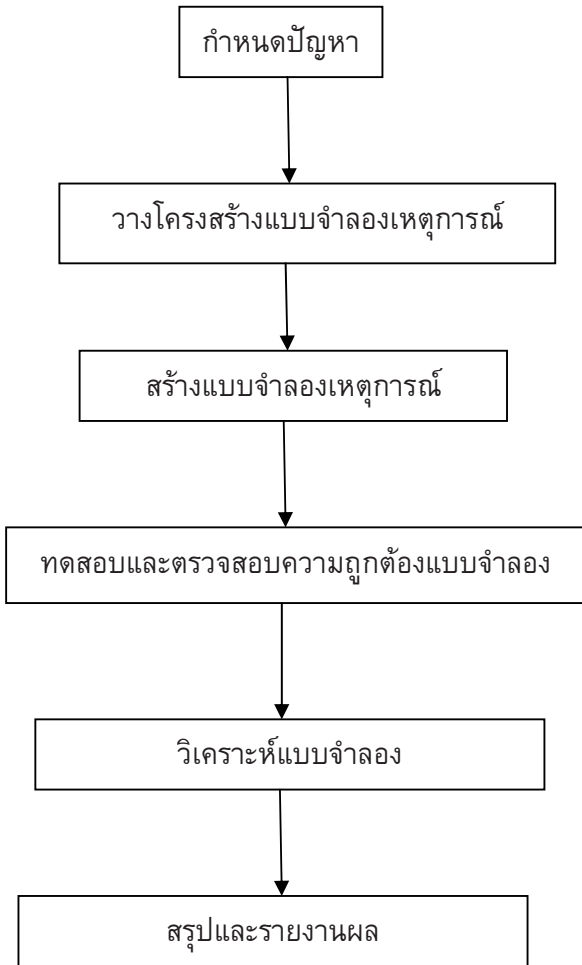 กำหนดปัญหา
วางโครงสร้างแบบจำลองเหตุการณ์
สร้างแบบจำลองเหตุการณ์
ทดสอบและตรวจสอบความถูกต้องแบบจำลอง
วิเคราะห์แบบจำลอง
สรุปและรายงานผล